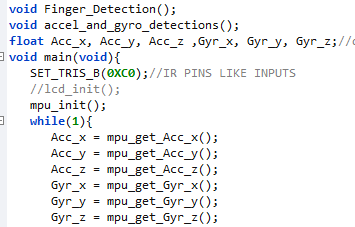 void Finger_Detection();
void accel_and_gyro_detections();
float Acc_x, Acc_y, Acc_z ,Gyr_x, Gyr_y, Gyr_z;//
void main(void){
SET_TRIS_B(0XC0);//IR PINS LIKE INPUTS
//lcd_init();
mpu_init();
while(1){
Acc_x = mpu_get_Acc_x();
Acc_y = mpu_get_Acc_y();
Acc_z = mpu_get_Acc_z();
Gyr_x = mpu_get_Gyr_x();
Gyr_y = mpu_get_Gyr_y();
Gyr_z = mpu_get_Gyr_z();